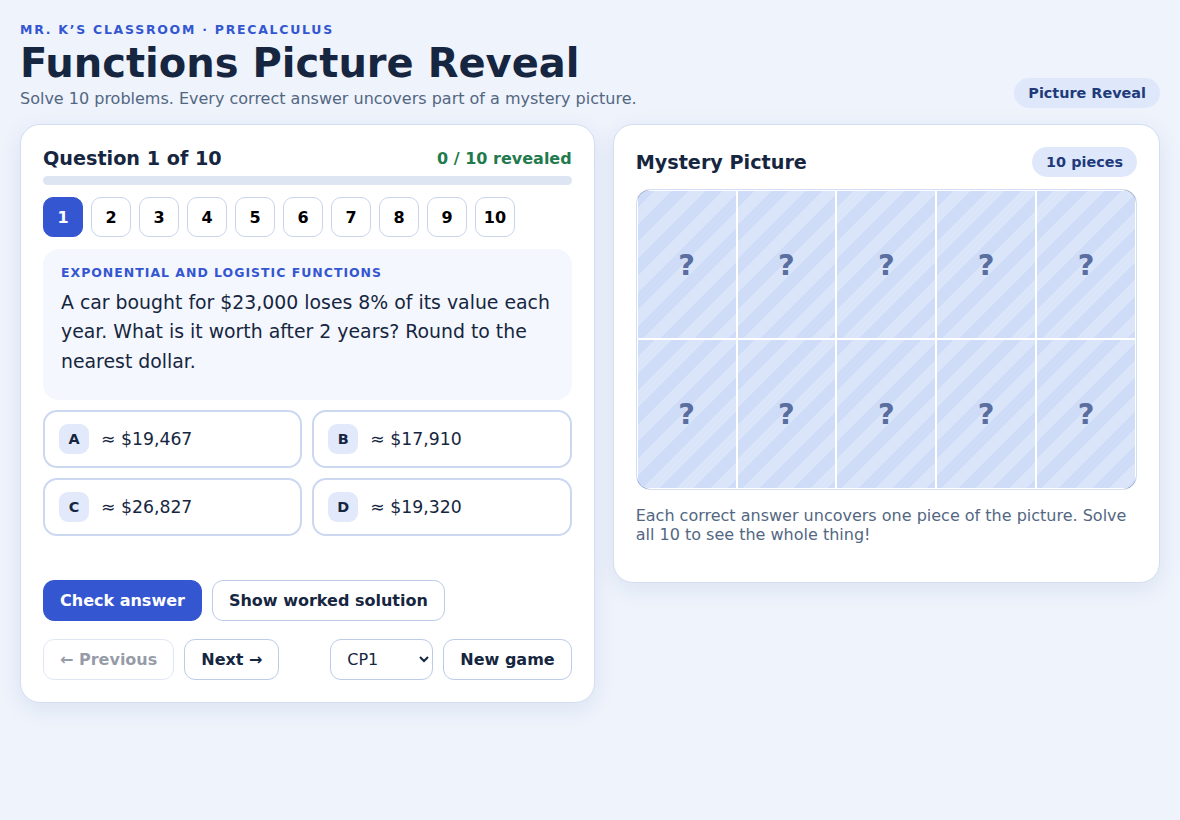 MR. K’S CLASSROOM · PRECALCULUS
Functions Picture Reveal
Solve 10 problems. Every correct answer uncovers part of a mystery picture.
Picture Reveal
Question 1 of 10
0 / 10 revealed
1 2 3 4 5 6 7 8 9 10
EXPONENTIAL AND LOGISTIC FUNCTIONS
A car bought for $23,000 loses 8% of its value each
year. What is it worth after 2 years? Round to the
nearest dollar.
A ≈ $19,467
B ≈ $17,910
C ≈ $26,827
D ≈ $19,320
Check answer
Show worked solution
← Previous
Next →
CP1
New game
Mystery Picture
10 pieces
? ? ? ? ?
? ? ? ? ?
Each correct answer uncovers one piece of the picture. Solve
all 10 to see the whole thing!